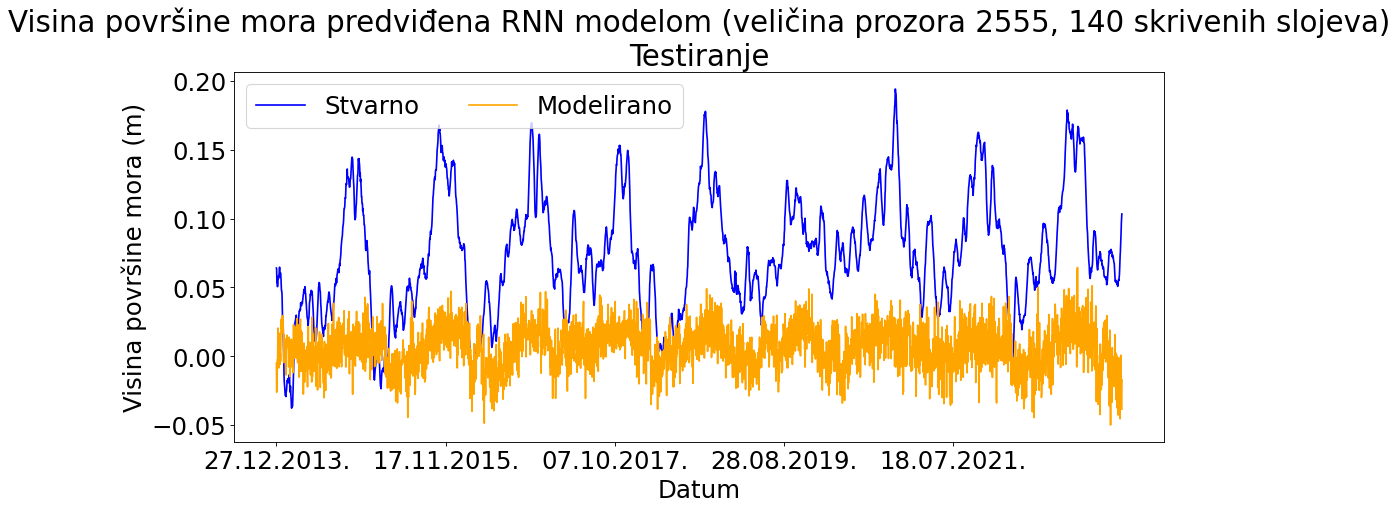 Visina površine mora predviđena RNN modelom (veličina prozora 2555, 140 skrivenih slojeva)
Testiranje
Stvarno Modelirano
Visina površine mora (m)
0.20
0.15
0.10
0.05
0.00
−0.05
27.12.2013. 17.11.2015. 07.10.2017. 28.08.2019. 18.07.2021.
Datum